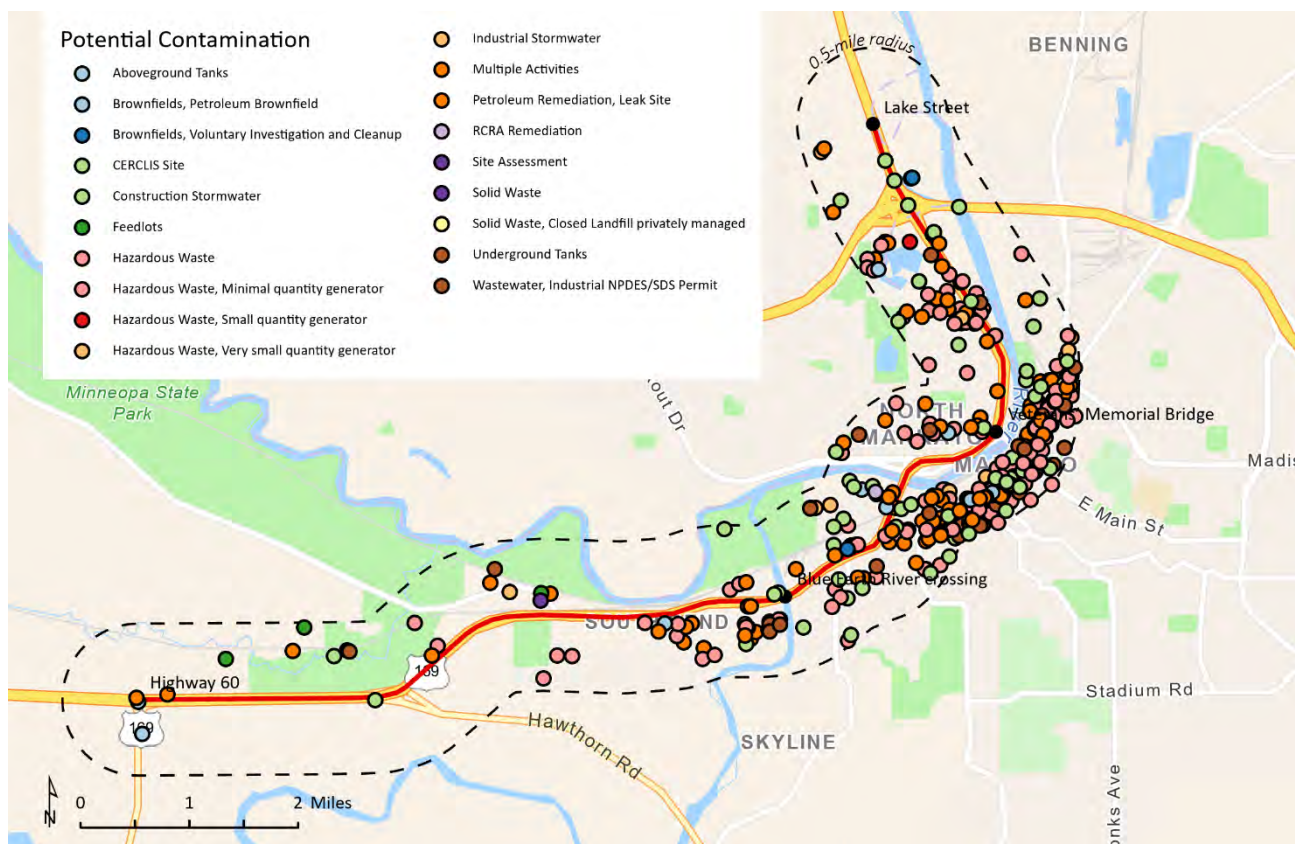 Potential Contamination
Aboveground Tanks
Brownfields, Petroleum Brownfield
Brownfields, Voluntary Investigation and Cleanup
CERCLIS Site
Construction Stormwater
Feedlots
Hazardous Waste
Hazardous Waste, Minimal quantity generator
Hazardous Waste, Small quantity generator
Hazardous Waste, Very small quantity generator
Industrial Stormwater
Multiple Activities
Petroleum Remediation, Leak Site
RCRA Remediation
Site Assessment
Solid Waste
Solid Waste, Closed Landfill privately managed
Underground Tanks
Wastewater, Industrial NPDES/SDS Permit
0.5-mile radius
BENNING
Lake Street
Minneopa State
Park
out Dr
NORTH
Veterans' Memorial Bridge
Madis
E Main St
Blue Earth River crossing
169
Highway 60
169
Stadium Rd
Hawthorn Rd
SKYLINE
onks Ave
N
0 1 2 Miles